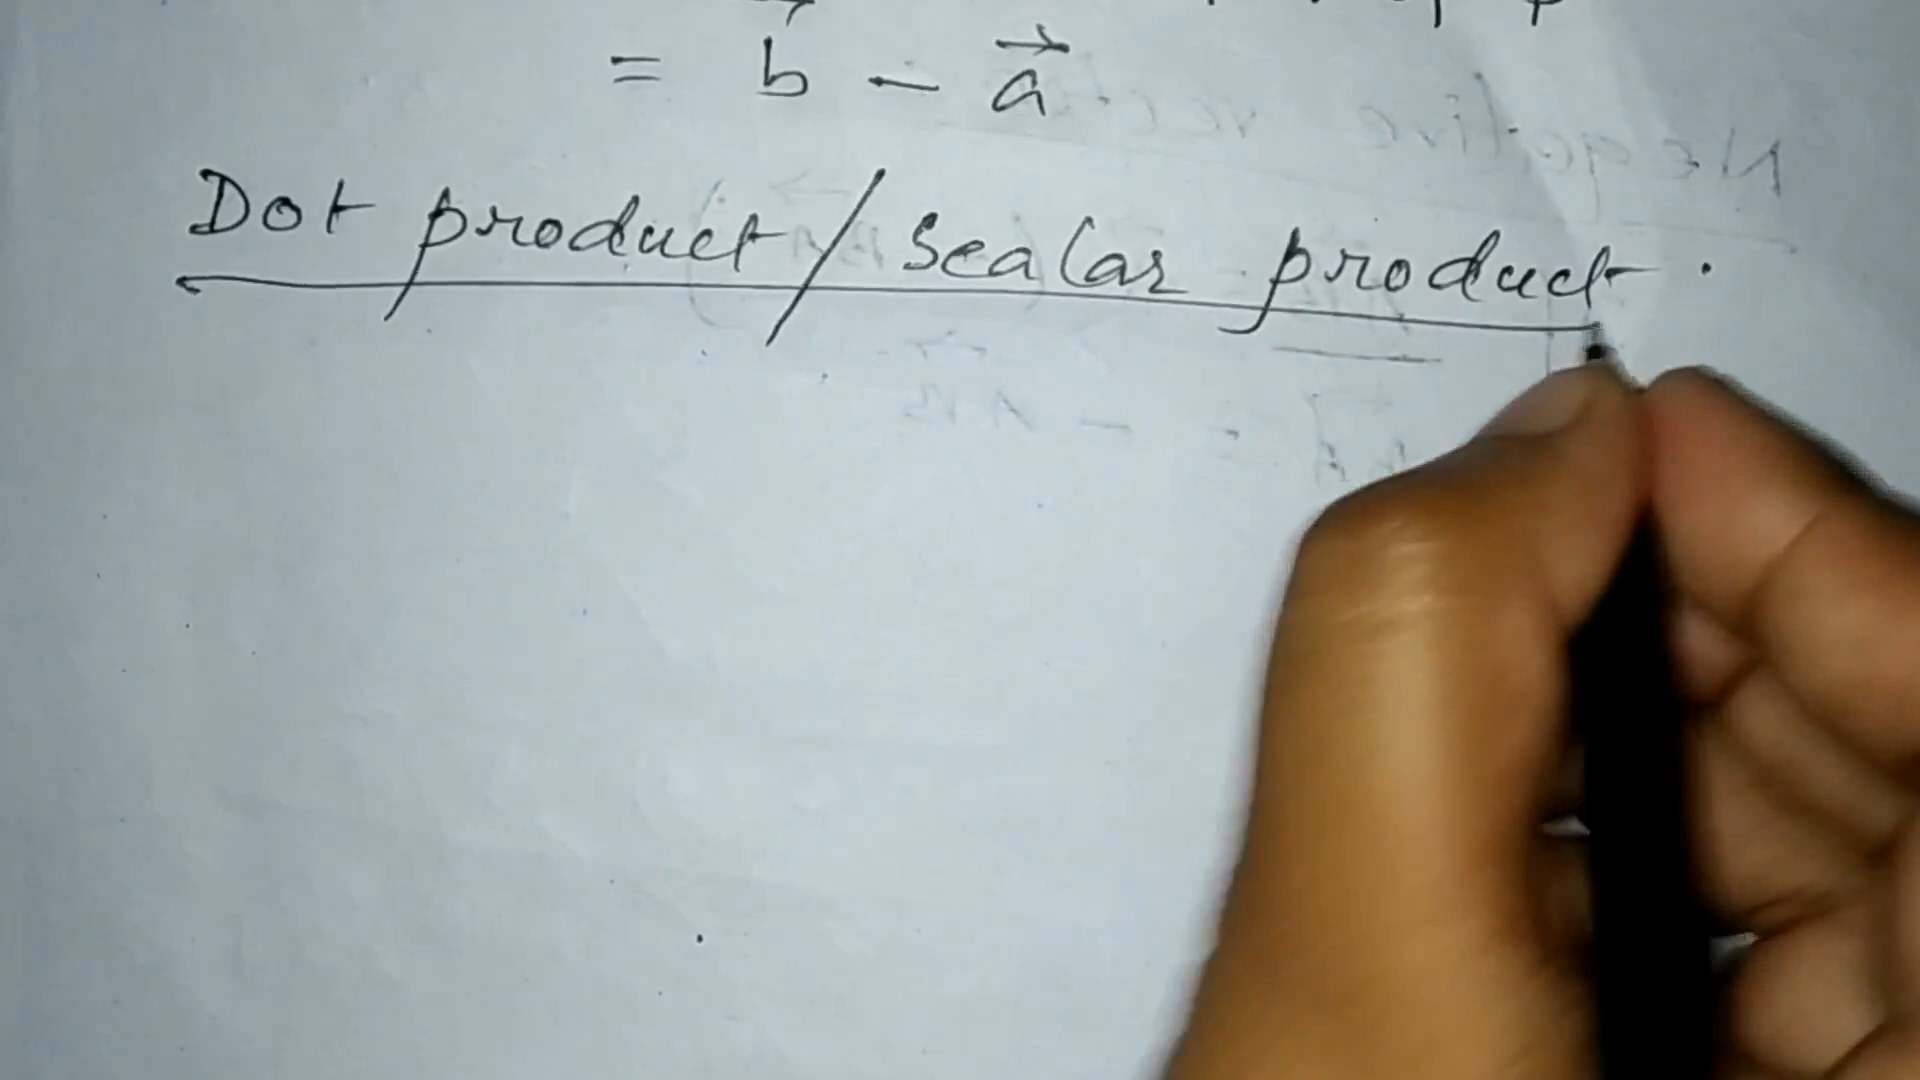 = b⃗ − a⃗
Dot product / Scalar product .